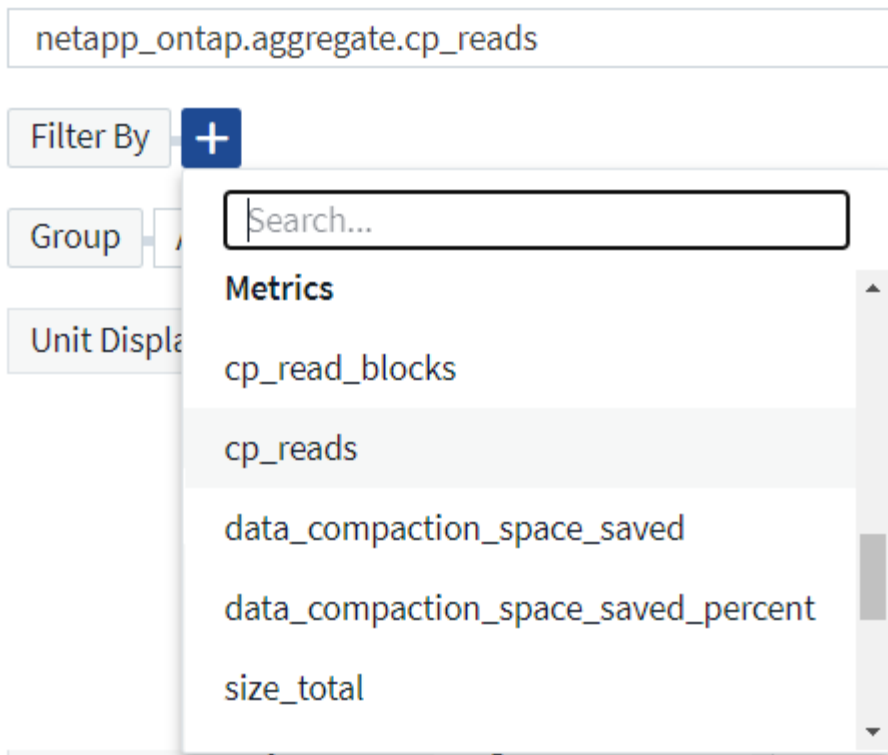 netapp_ontap.aggregate.cp_reads
Filter By
Search...
Group
Metrics
Unit Displa
cp_read_blocks
cp_reads
data_compaction_space_saved
data_compaction_space_saved_percent
size_total